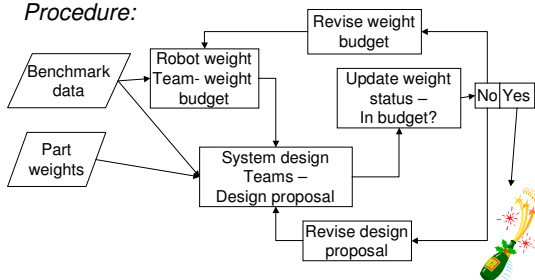 Procedure:
Revise weight
budget
Benchmark
data
Robot weight
Team- weight
budget
Update weight
status –
In budget?
No Yes
Part
weights
System design
Teams –
Design proposal
Revise design
proposal